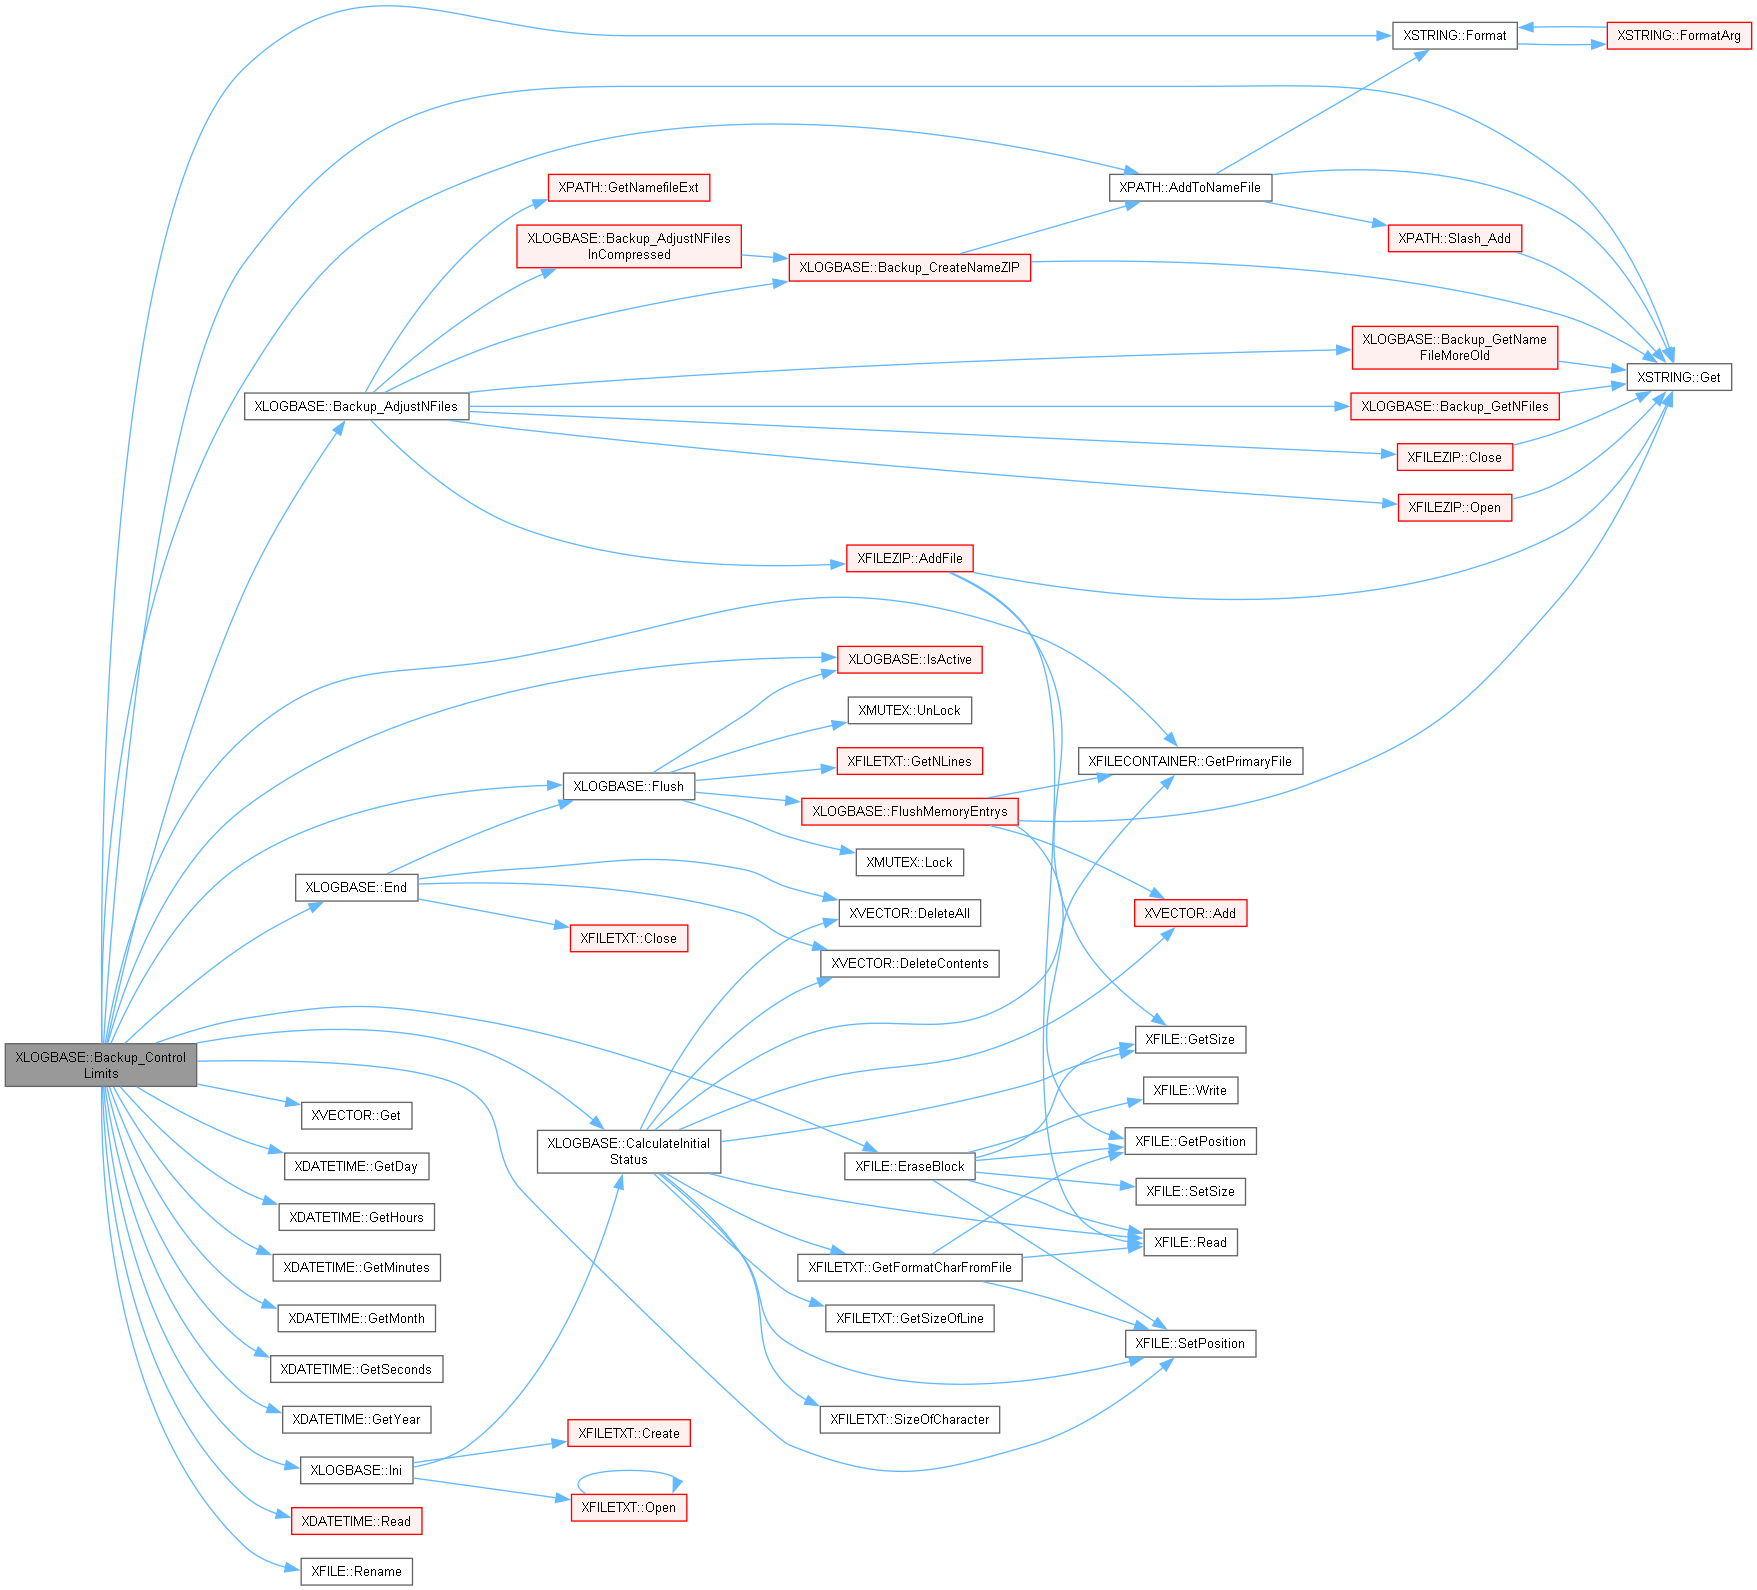 XSTRING::Format
XSTRING::FormatArg
XPATH::GetNamefileExt
XPATH::AddToNameFile
XLOGBASE::Backup_AdjustNFiles
InCompressed
XPATH::Slash_Add
XLOGBASE::Backup_CreateNameZIP
XLOGBASE::Backup_GetName
FileMoreOld
XSTRING::Get
XLOGBASE::Backup_AdjustNFiles
XLOGBASE::Backup_GetNFiles
XFILEZIP::Close
XFILEZIP::Open
XFILEZIP::AddFile
XLOGBASE::IsActive
XMUTEX::UnLock
XFILETXT::GetNLines
XFILECONTAINER::GetPrimaryFile
XLOGBASE::Flush
XLOGBASE::FlushMemoryEntrys
XMUTEX::Lock
XLOGBASE::End
XVECTOR::DeleteAll
XVECTOR::Add
XFILETXT::Close
XVECTOR::DeleteContents
XFILE::GetSize
XLOGBASE::Backup_Control
Limits
XFILE::Write
XVECTOR::Get
XFILE::GetPosition
XLOGBASE::CalculateInitial
Status
XDATETIME::GetDay
XFILE::EraseBlock
XFILE::SetSize
XDATETIME::GetHours
XFILE::Read
XDATETIME::GetMinutes
XFILETXT::GetFormatCharFromFile
XDATETIME::GetMonth
XFILETXT::GetSizeOfLine
XFILE::SetPosition
XDATETIME::GetSeconds
XDATETIME::GetYear
XFILETXT::SizeOfCharacter
XFILETXT::Create
XLOGBASE::Ini
XFILETXT::Open
XDATETIME::Read
XFILE::Rename